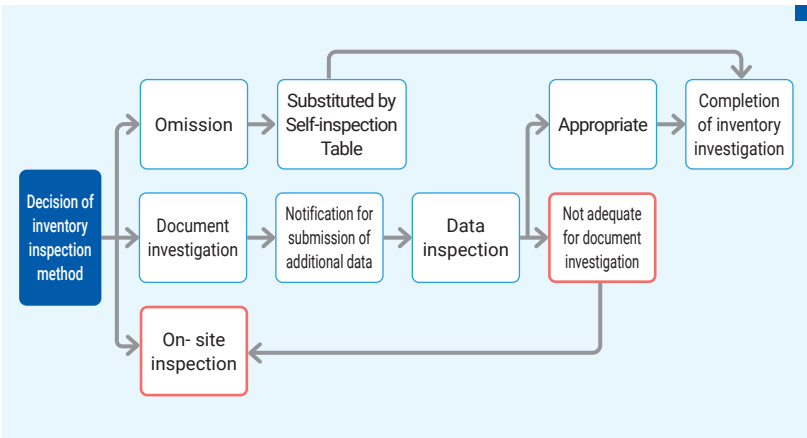 Decision of
inventory
inspection
method
Omission
Substituted by
Self-inspection
Table
Document
investigation
Notification for
submission of
additional data
Data
inspection
Appropriate
Completion
of inventory
investigation
Not adequate
for document
investigation
On- site
inspection